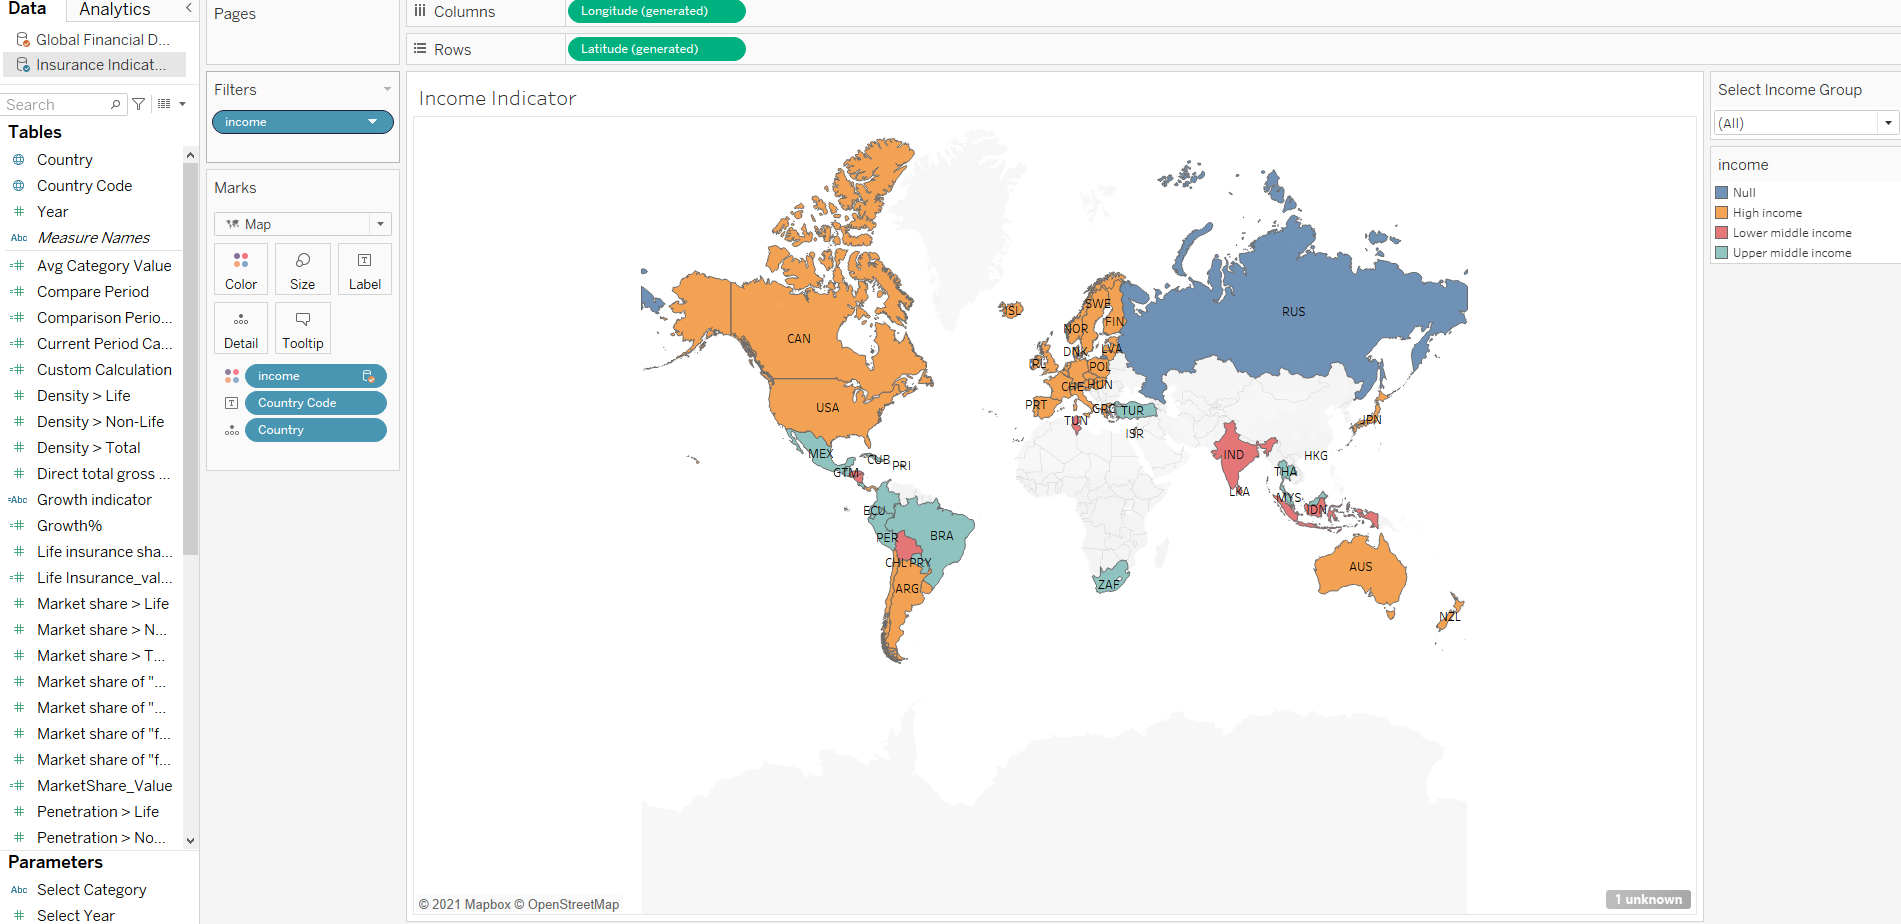 Data
Analytics
Global Financial D...
Insurance Indicat...
Search
Tables
Country
Country Code
Year
Abc Measure Names
Avg Category Value
Compare Period
Comparison Perio...
Current Period Ca...
Custom Calculation
Density > Life
Density > Non-Life
Density > Total
Direct total gross ...
=Abc Growth indicator
Growth%
Life insurance sha...
Life Insurance_val...
Market share > Life
Market share > N...
Market share > T...
Market share of "...
Market share of "...
Market share of "f...
Market share of "f...
MarketShare_Value
Penetration > Life
Penetration > No...
Parameters
Abc Select Category
Select Year
Pages
Filters
income
Marks
Map
Color
Size
Label
Detail
Tooltip
income
Country Code
Country
Columns
Longitude (generated)
Rows
Latitude (generated)
Income Indicator
RUS
ISL
SWE
FIN
NOR
CAN
DNK
LVA
RL
POL
CHE
HUN
USA
PRT
GRC
TUR
TUN
JPN
ISR
MEX
IND
HKG
CUB
PRI
GTM
THA
LKA
MYS
ECU
IDN
PER
BRA
CHL
PRY
AUS
ZAF
ARG
NZL
© 2021 Mapbox © OpenStreetMap
1 unknown
Select Income Group
(All)
income
Null
High income
Lower middle income
Upper middle income